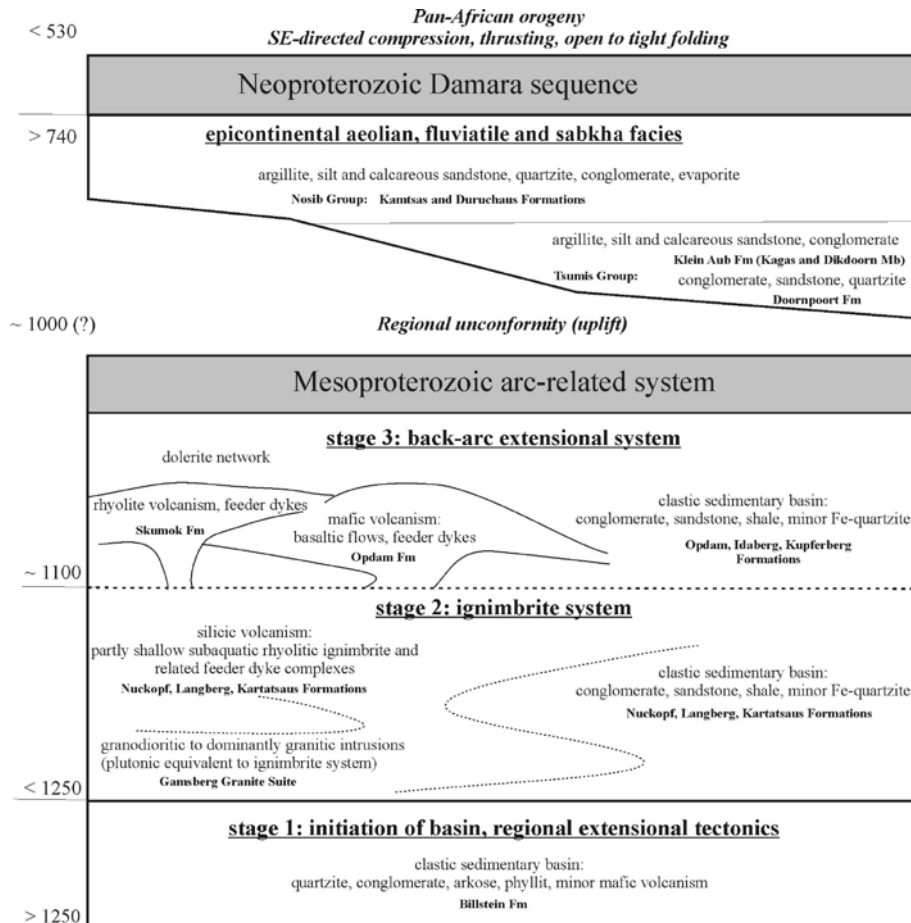 Pan-African orogeny
< 530
SE-directed compression, thrusting, open to tight folding
Neoproterozoic Damara sequence
> 740
epicontinental aeolian, fluviatile and sabkha facies
argillite, silt and calcareous sandstone, quartzite, conglomerate, evaporite
Nosib Group: Kamtsas and Duruchaus Formations
argillite, silt and calcareous sandstone, conglomerate
Klein Aub Fm (Kagas and Dikdoorn Mb)
Tsumis Group:
conglomerate, sandstone, quartzite
Doornpoort Fm
~ 1000 (?)
Regional unconformity (uplift)
Mesoproterozoic arc-related system
stage 3: back-arc extensional system
dolerite network
rhyolite volcanism, feeder dykes
Skumok Fm
mafic volcanism:
basaltic flows, feeder dykes
Opdam Fm
clastic sedimentary basin:
conglomerate, sandstone, shale, minor Fe-quartzite
Opdam, Idaberg, Kupferberg
Formations
~ 1100
stage 2: ignimbrite system
silicic volcanism:
partly shallow subaquatic rhyolitic ignimbrite and
related feeder dyke complexes
Nuckopf, Langberg, Kartatsaus Formations
clastic sedimentary basin:
conglomerate, sandstone, shale, minor Fe-quartzite
Nuckopf, Langberg, Kartatsaus Formations
granodioritic to dominantly granitic intrusions
(plutonic equivalent to ignimbrite system)
Gamsberg Granite Suite
< 1250
stage 1: initiation of basin, regional extensional tectonics
clastic sedimentary basin:
quartzite, conglomerate, arkose, phyllit, minor mafic volcanism
Billstein Fm
> 1250